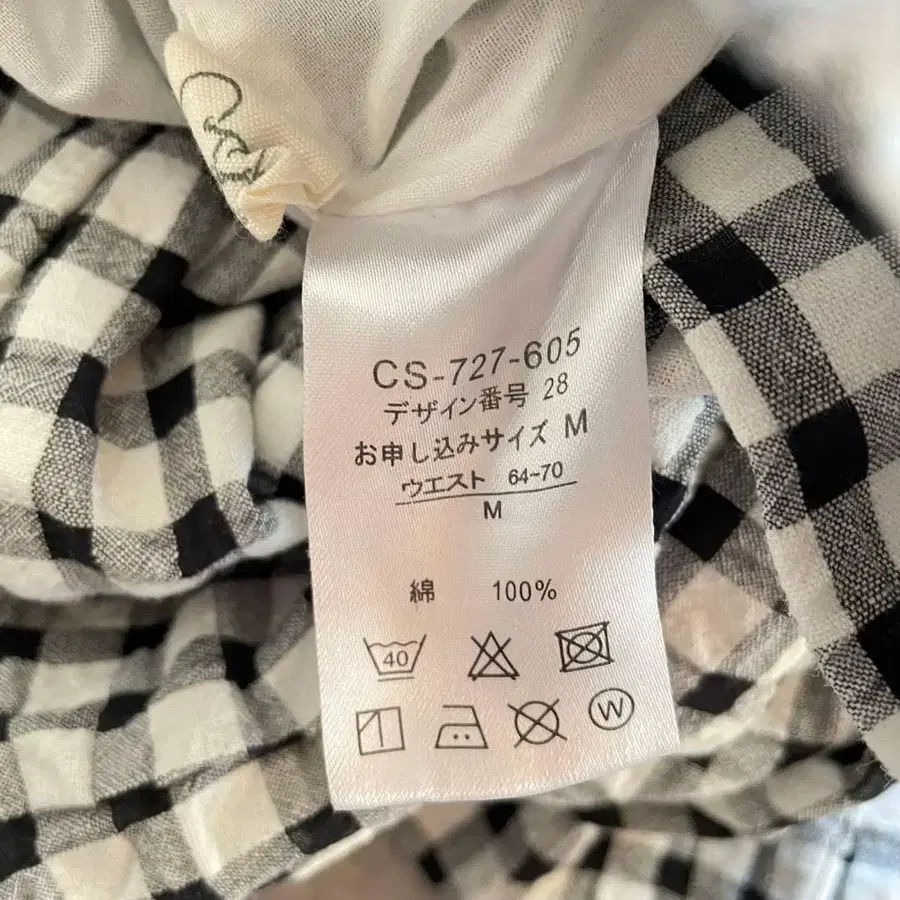 CS-727-605
デザイン番号 28
お申し込みサイズ M
ウエスト 64~70
M
綿 100%
40
W